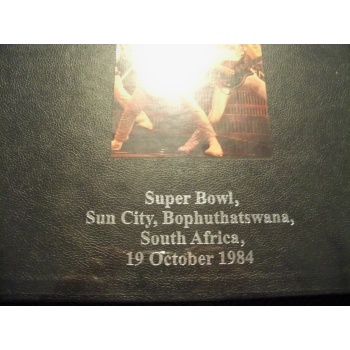 Super Bowl,
Sun City, Bophuthatswana,
South Africa,
19 October 1984